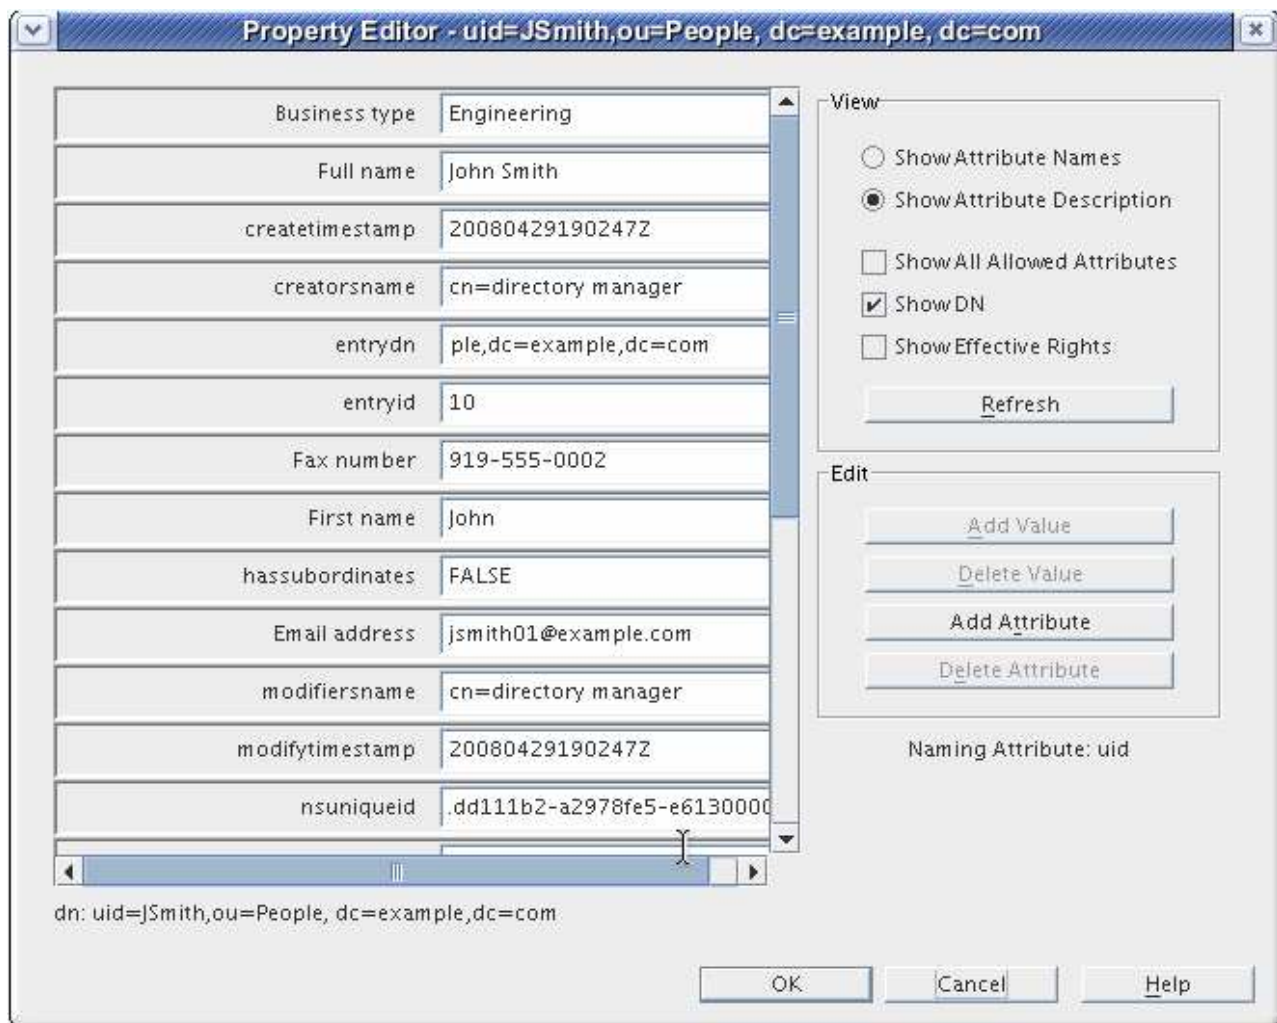 Property Editor - uid=JSmith,ou=People, dc=example, dc=com
Business type Engineering
Full name John Smith
createtimestamp 20080429190247Z
creatorsname cn=directory manager
entrydn ple,dc=example,dc=com
entryid 10
Fax number 919-555-0002
First name John
hassubordinates FALSE
Email address jsmith01@example.com
modifiersname cn=directory manager
modifytimestamp 20080429190247Z
nsuniqueid .dd111b2-a2978fe5-e6130000
dn: uid=JSmith,ou=People, dc=example,dc=com
View
Show Attribute Names
Show Attribute Description
Show All Allowed Attributes
Show DN
Show Effective Rights
Refresh
Edit
Add Value
Delete Value
Add Attribute
Delete Attribute
Naming Attribute: uid
OK Cancel Help